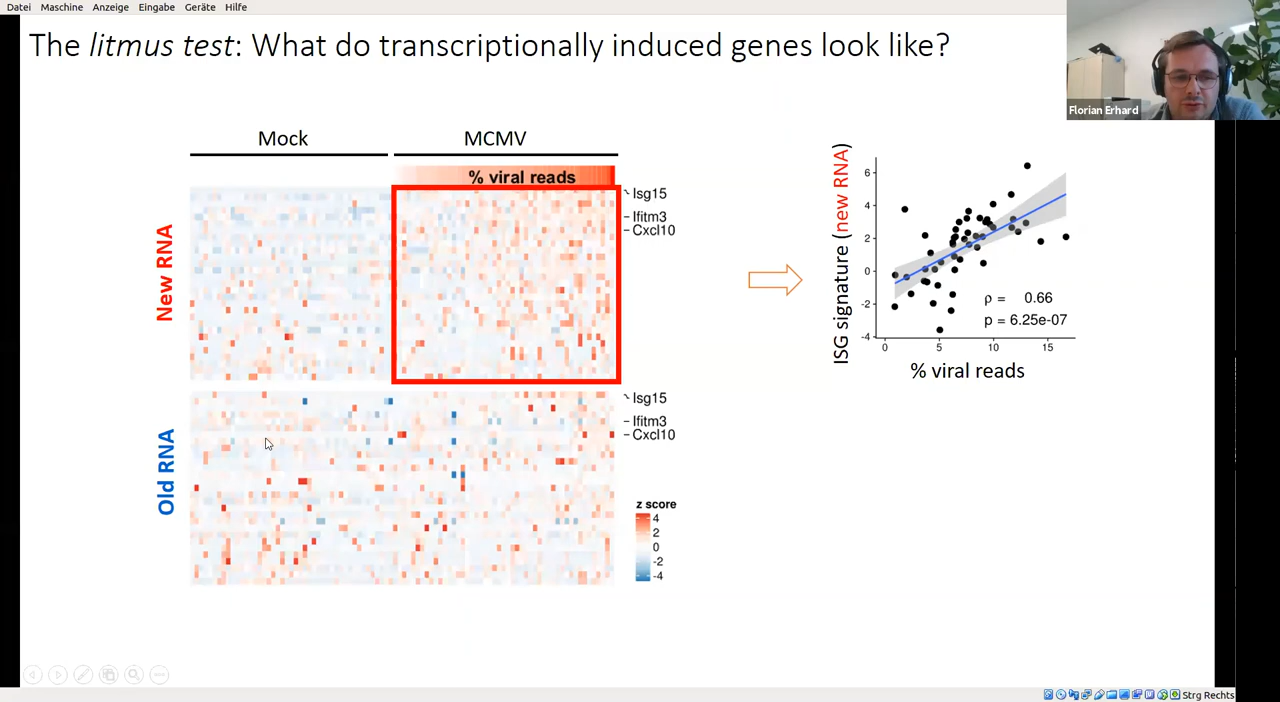 Datei Maschine Anzeige Eingabe Geräte Hilfe
The litmus test: What do transcriptionally induced genes look like?
Florian Erhard
Mock
MCMV
% viral reads
New RNA
Isg15
Ifitm3
Cxcl10
Old RNA
Isg15
Ifitm3
Cxcl10
z score
4
2
0
-2
-4
ISG signature (new RNA)
6
4
2
0
-2
-4
ρ = 0.66
p = 6.25e-07
0 5 10 15
% viral reads
Strg Rechts